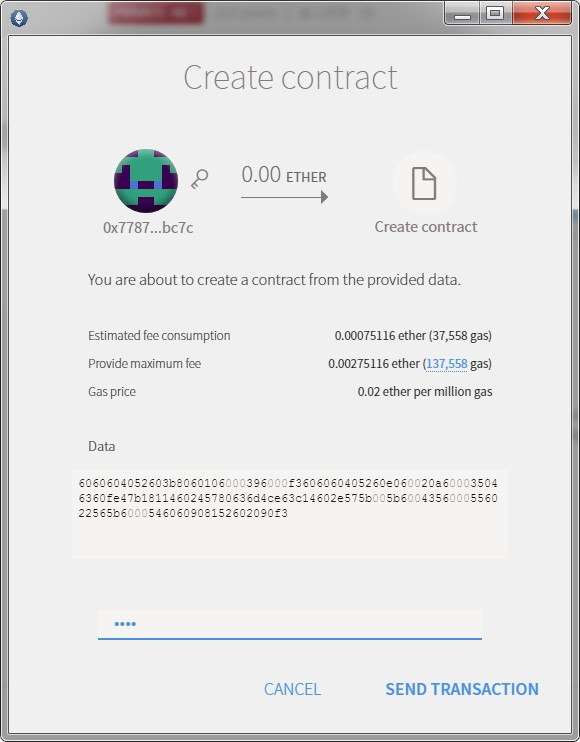 Create contract
0.00 ETHER
0x7787...bc7c
Create contract
You are about to create a contract from the provided data.
Estimated fee consumption 0.00075116 ether (37,558 gas)
Provide maximum fee 0.00275116 ether (137,558 gas)
Gas price 0.02 ether per million gas
Data
6060604052603b8060106000396000f3606060405260e060020a60003504
6360fe47b1811460245780636d4ce63c14602e575b005b60043560005560
22565b6000546060908152602090f3
CANCEL SEND TRANSACTION